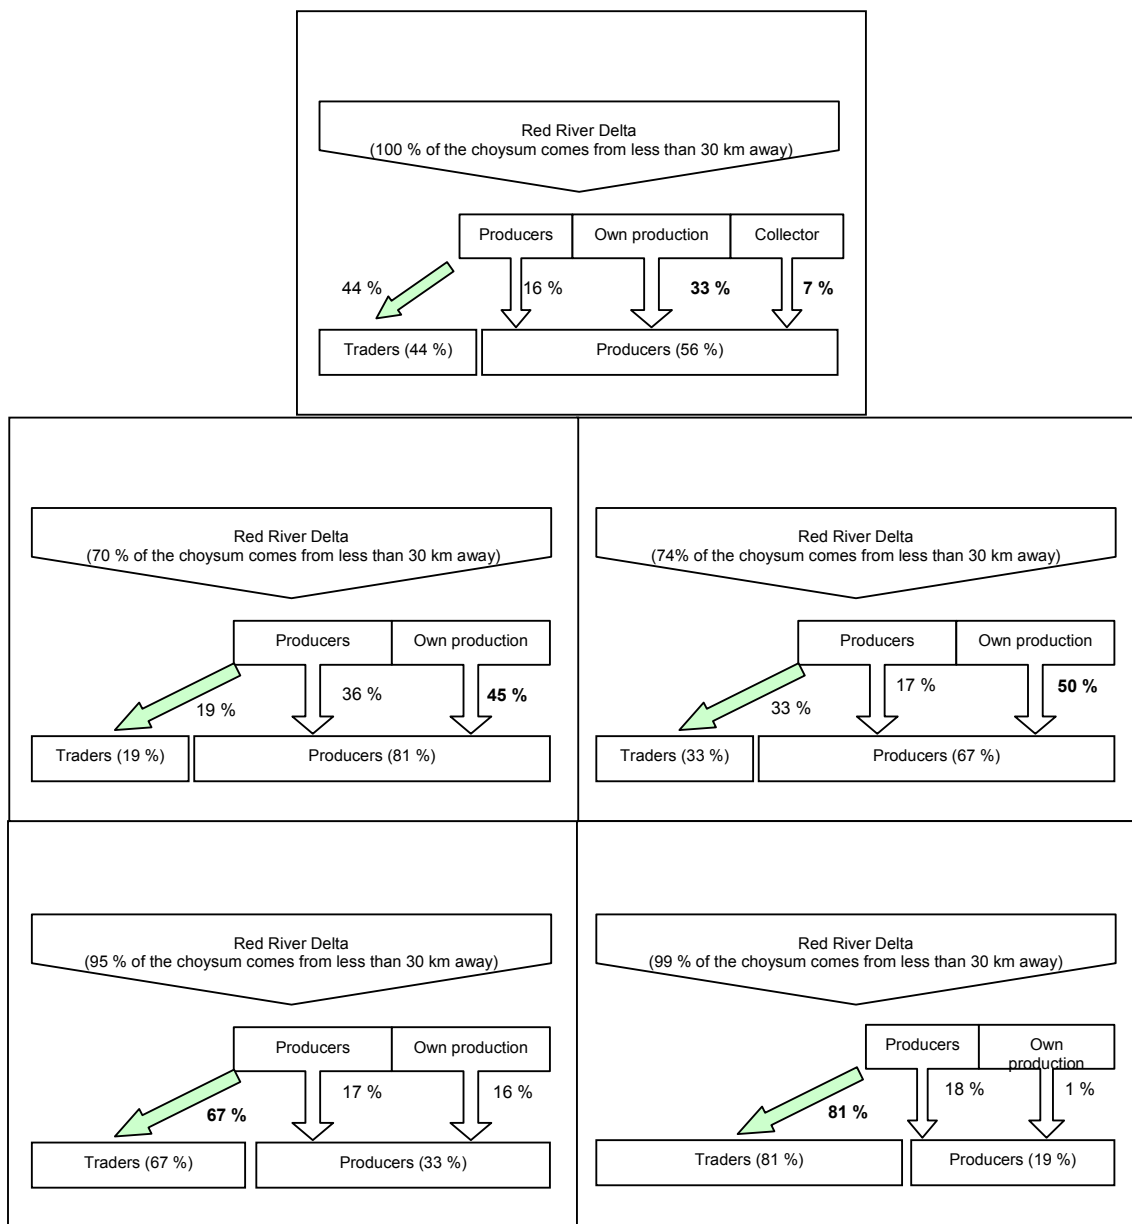 Red River Delta
(100 % of the choysum comes from less than 30 km away)
Producers
Own production
Collector
44 %
16 %
33 %
7 %
Traders (44 %)
Producers (56 %)
Red River Delta
(70 % of the choysum comes from less than 30 km away)
Producers
Own production
19 %
36 %
45 %
Traders (19 %)
Producers (81 %)
Red River Delta
(74% of the choysum comes from less than 30 km away)
Producers
Own production
33 %
17 %
50 %
Traders (33 %)
Producers (67 %)
Red River Delta
(95 % of the choysum comes from less than 30 km away)
Producers
Own production
67 %
17 %
16 %
Traders (67 %)
Producers (33 %)
Red River Delta
(99 % of the choysum comes from less than 30 km away)
Producers
Own
production
81 %
18 %
1 %
Traders (81 %)
Producers (19 %)